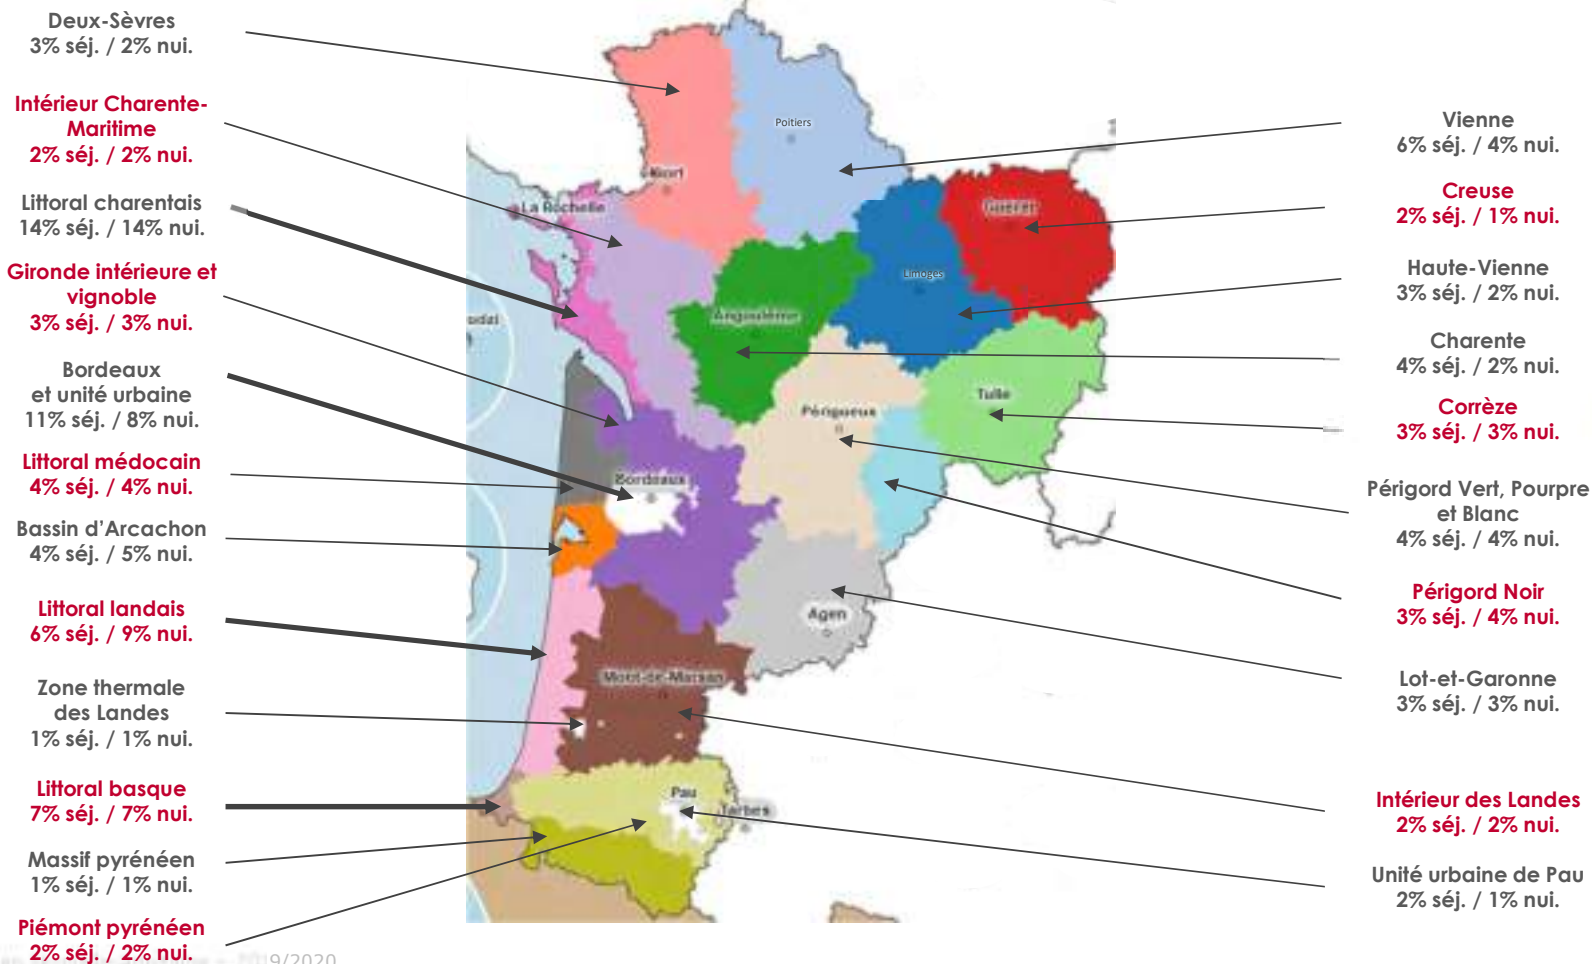 Deux-Sèvres
3% séj. / 2% nui.
Intérieur Charente-
Maritime
2% séj. / 2% nui.
Littoral charentais
14% séj. / 14% nui.
Gironde intérieure et
vignoble
3% séj. / 3% nui.
Bordeaux
et unité urbaine
11% séj. / 8% nui.
Littoral médocain
4% séj. / 4% nui.
Bassin d’Arcachon
4% séj. / 5% nui.
Littoral landais
6% séj. / 9% nui.
Zone thermale
des Landes
1% séj. / 1% nui.
Littoral basque
7% séj. / 7% nui.
Massif pyrénéen
1% séj. / 1% nui.
Piémont pyrénéen
2% séj. / 2% nui.
Poitiers
Niort
La Rochelle
Guéret
Limoges
Angoulême
Tulle
Périgueux
Bordeaux
Agen
Mont-de-Marsan
Pau
Tarbes
Vienne
6% séj. / 4% nui.
Creuse
2% séj. / 1% nui.
Haute-Vienne
3% séj. / 2% nui.
Charente
4% séj. / 2% nui.
Corrèze
3% séj. / 3% nui.
Périgord Vert, Pourpre
et Blanc
4% séj. / 4% nui.
Périgord Noir
3% séj. / 4% nui.
Lot-et-Garonne
3% séj. / 3% nui.
Intérieur des Landes
2% séj. / 2% nui.
Unité urbaine de Pau
2% séj. / 1% nui.
2019/2020